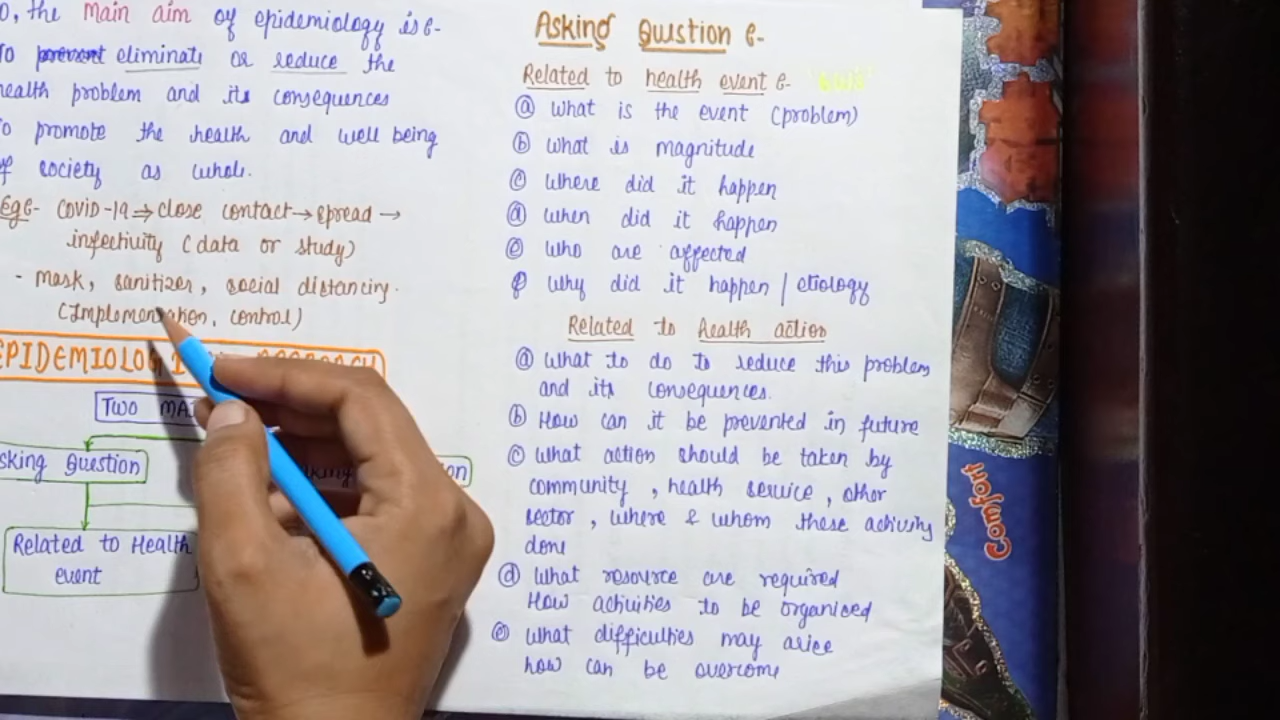 the main aim of epidemiology is:-
prevent eliminate or reduce the
health problem and its consequences
promote the health and well being
of society as whole.
Eg:- Covid-19 ⇒ close contact → spread →
infectivity (data or study)
- mask, sanitizer, social distancing.
(Implementation, control)
EPIDEMIOLOGI
TWO MA
sking Question
on
Related to Health
event
Asking Qustion :-
Related to health event :-
(a) What is the event (problem)
(b) What is magnitude
(c) Where did it happen
(d) When did it happen
(e) Who are affected
(f) Why did it happen / etiology
Related to health action
(a) What to do to reduce this problem
and its consequences.
(b) How can it be prevented in future
(c) What action should be taken by
community, health service, other
sector, where & whom these activity
done
(d) What resource are required
How activities to be organised
(e) What difficulties may arise
how can be overcome
Comfort